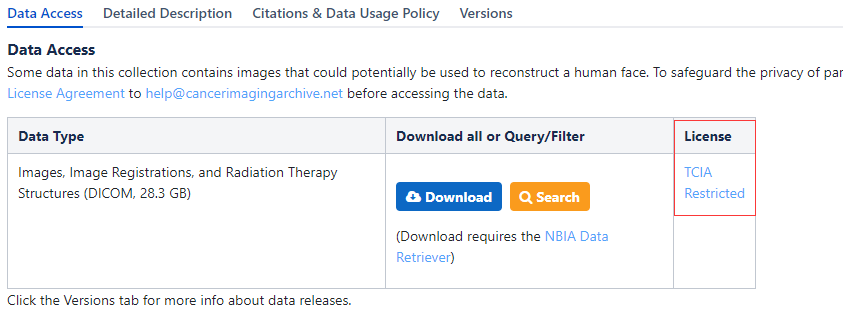 Data Access Detailed Description Citations & Data Usage Policy Versions
Data Access
Some data in this collection contains images that could potentially be used to reconstruct a human face. To safeguard the privacy of par
License Agreement to help@cancerimagingarchive.net before accessing the data.
Data Type Download all or Query/Filter License
Images, Image Registrations, and Radiation Therapy
Structures (DICOM, 28.3 GB)
Download Search
(Download requires the NBIA Data
Retriever)
TCIA
Restricted
Click the Versions tab for more info about data releases.